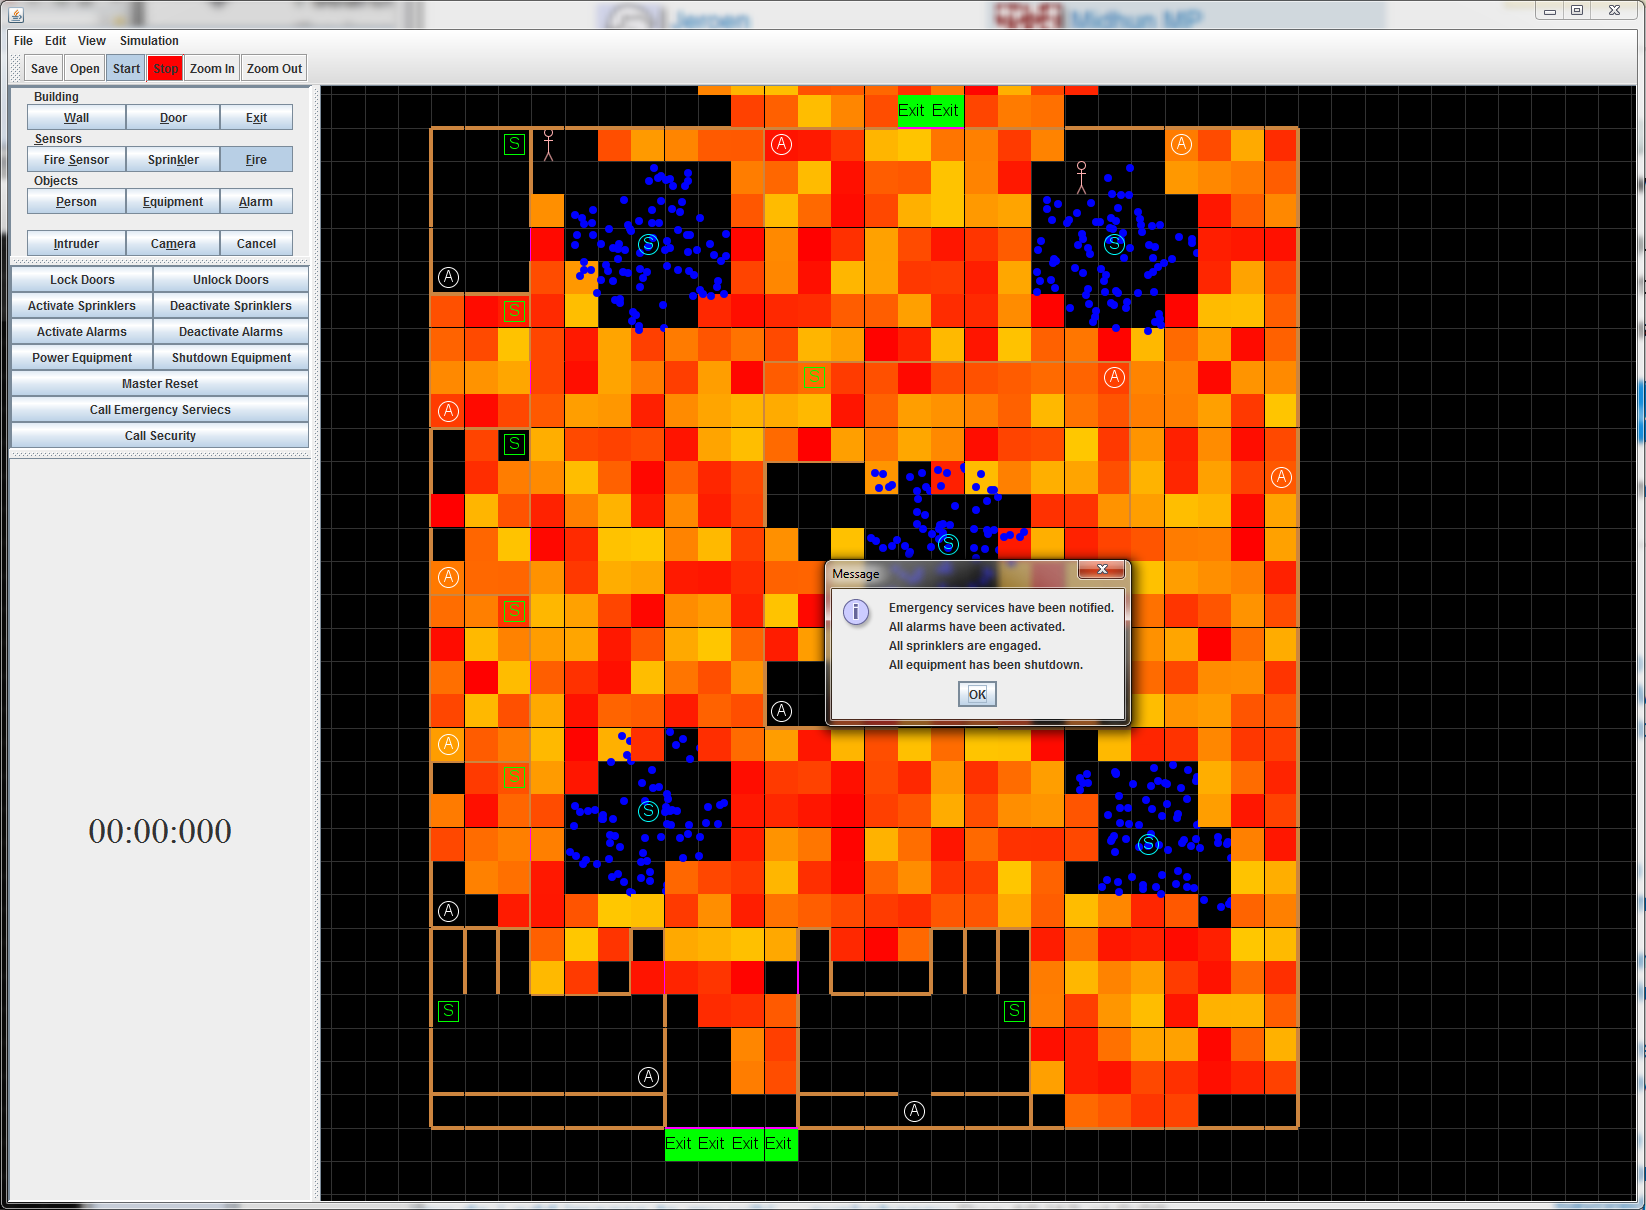 Jeroen
Midhun MP
File Edit View Simulation
Save Open Start Stop Zoom In Zoom Out
Building
Wall Door Exit
Sensors
Fire Sensor Sprinkler Fire
Objects
Person Equipment Alarm
Intruder Camera Cancel
Lock Doors Unlock Doors
Activate Sprinklers Deactivate Sprinklers
Activate Alarms Deactivate Alarms
Power Equipment Shutdown Equipment
Master Reset
Call Emergency Serviecs
Call Security
00:00:000
Exit Exit
S A A
S S
A
S
S A
A
S
A
S
A
S
A
A
S
S
S
A
S S
A
A
Exit Exit Exit Exit
Message
Emergency services have been notified.
All alarms have been activated.
All sprinklers are engaged.
All equipment has been shutdown.
OK